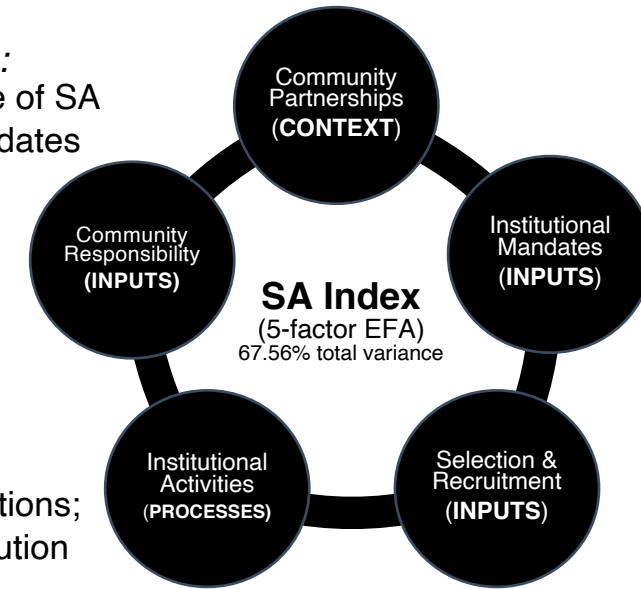 :
e of SA
dates
Community
Partnerships
(CONTEXT)
Institutional
Mandates
(INPUTS)
Selection &
Recruitment
(INPUTS)
Institutional
Activities
(PROCESSES)
Community
Responsibility
(INPUTS)
SA Index
(5-factor EFA)
67.56% total variance
tions;
ution